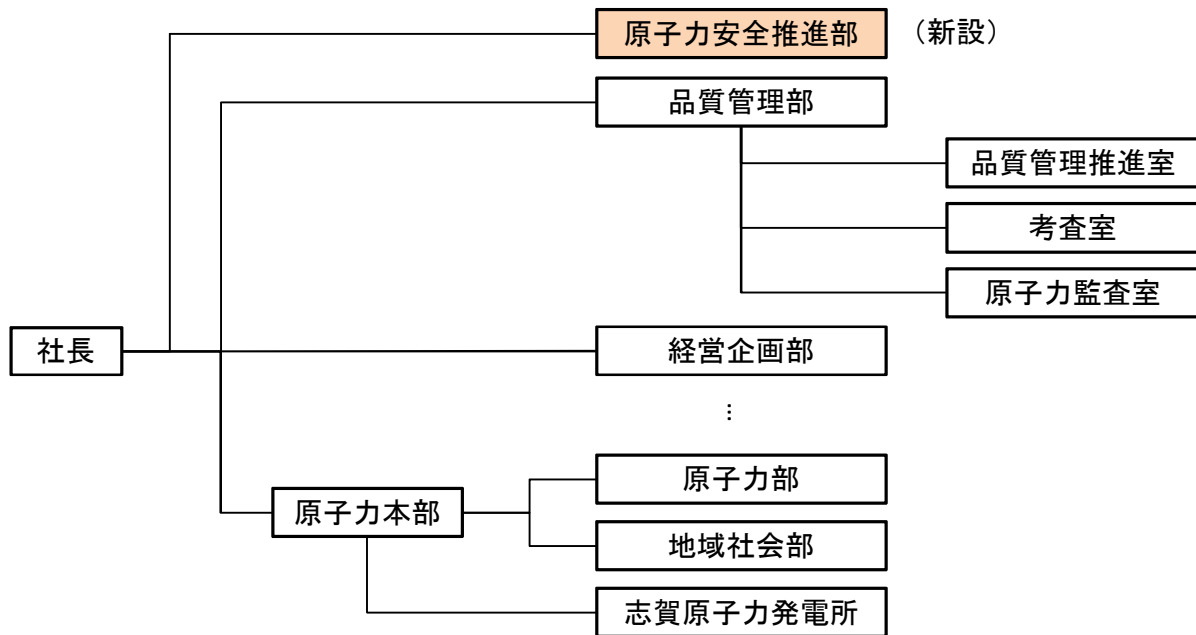 原子力安全推進部 （新設）
品質管理部
品質管理推進室
考査室
原子力監査室
社長
経営企画部
…
原子力部
原子力本部
地域社会部
志賀原子力発電所